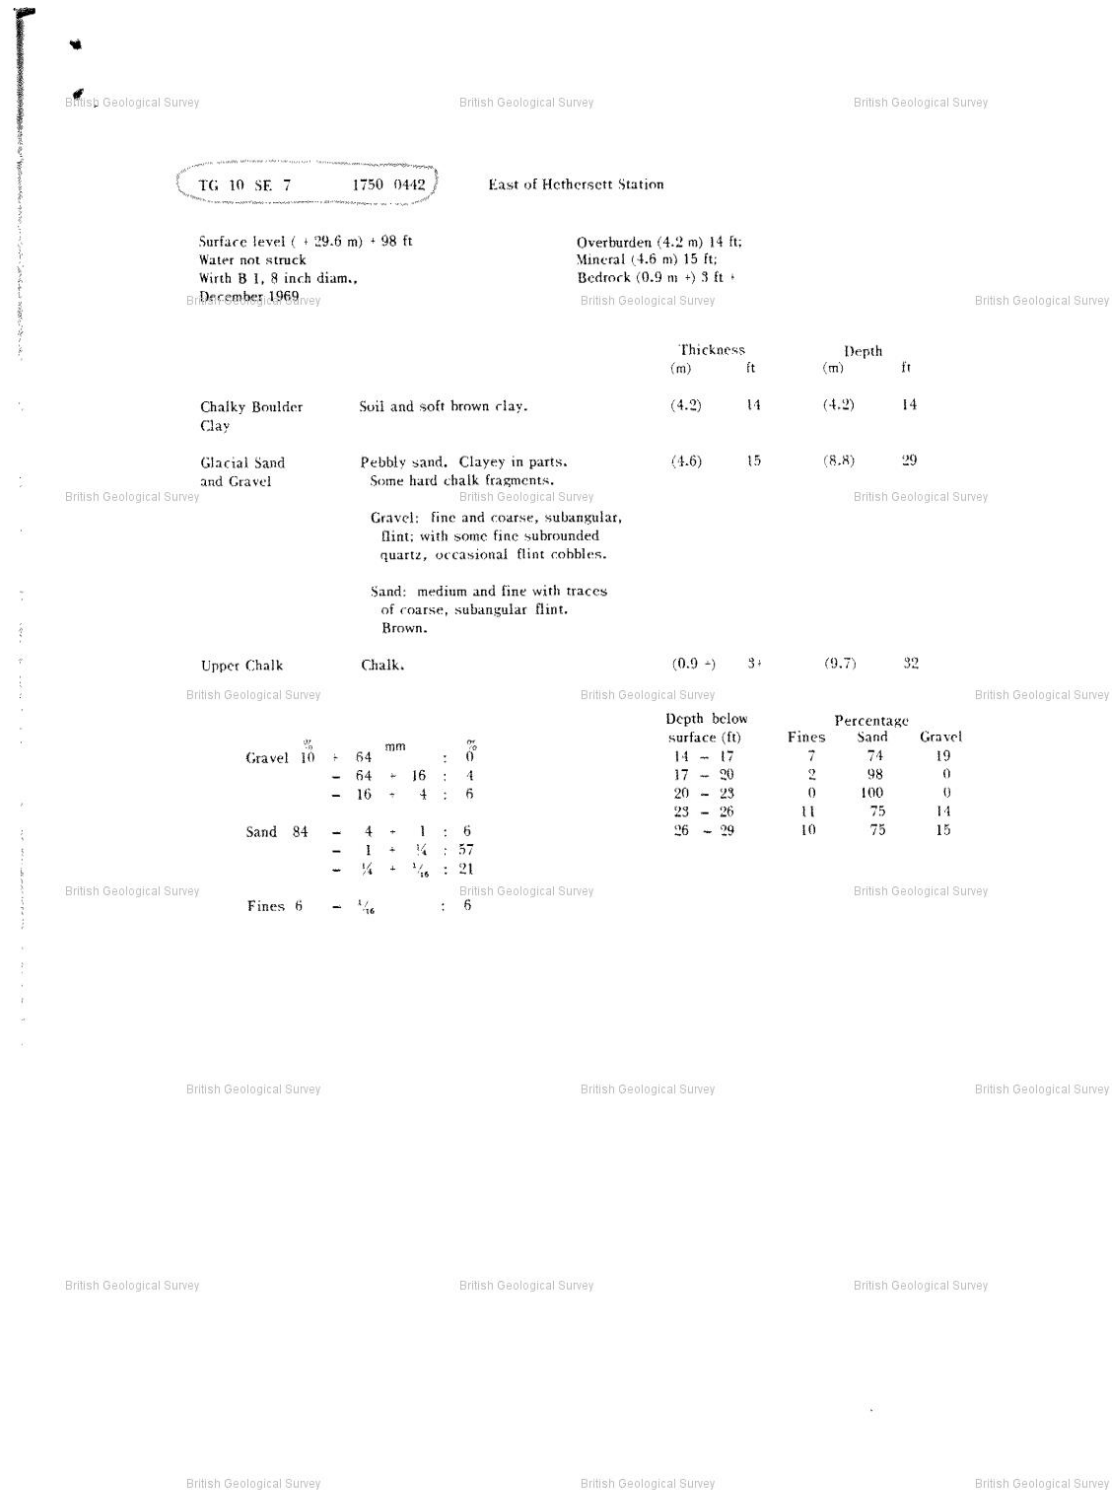 British Geological Survey British Geological Survey British Geological Survey
TG 10 SE 7 1750 0442 East of Hethersett Station
Surface level ( + 29.6 m) + 98 ft Overburden (4.2 m) 14 ft;
Water not struck Mineral (4.6 m) 15 ft;
Wirth B 1, 8 inch diam., Bedrock (0.9 m +) 3 ft +
December 1969
British Geological Survey British Geological Survey British Geological Survey
Thickness Depth
(m) ft (m) ft
Chalky Boulder Soil and soft brown clay. (4.2) 14 (4.2) 14
Clay
Glacial Sand Pebbly sand. Clayey in parts. (4.6) 15 (8.8) 29
and Gravel Some hard chalk fragments.
British Geological Survey British Geological Survey British Geological Survey
Gravel: fine and coarse, subangular,
flint; with some fine subrounded
quartz, occasional flint cobbles.
Sand: medium and fine with traces
of coarse, subangular flint.
Brown.
Upper Chalk Chalk. (0.9 +) 3+ (9.7) 32
British Geological Survey British Geological Survey British Geological Survey
Depth below Percentage
surface (ft) Fines Sand Gravel
% mm %
Gravel 10 + 64 : 0 14 – 17 7 74 19
– 64 + 16 : 4 17 – 20 2 98 0
– 16 + 4 : 6 20 – 23 0 100 0
23 – 26 11 75 14
Sand 84 – 4 + 1 : 6 26 – 29 10 75 15
– 1 + ¼ : 57
– ¼ + 1/16 : 21
British Geological Survey British Geological Survey British Geological Survey
Fines 6 – 1/16 : 6
British Geological Survey British Geological Survey British Geological Survey
British Geological Survey British Geological Survey British Geological Survey
British Geological Survey British Geological Survey British Geological Survey